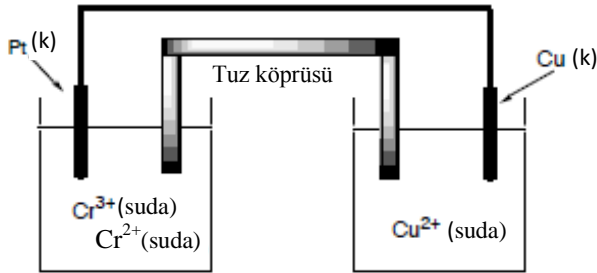 Pt (k)
Cu (k)
Tuz köprüsü
Cr³⁺(suda)
Cr²⁺(suda)
Cu²⁺ (suda)